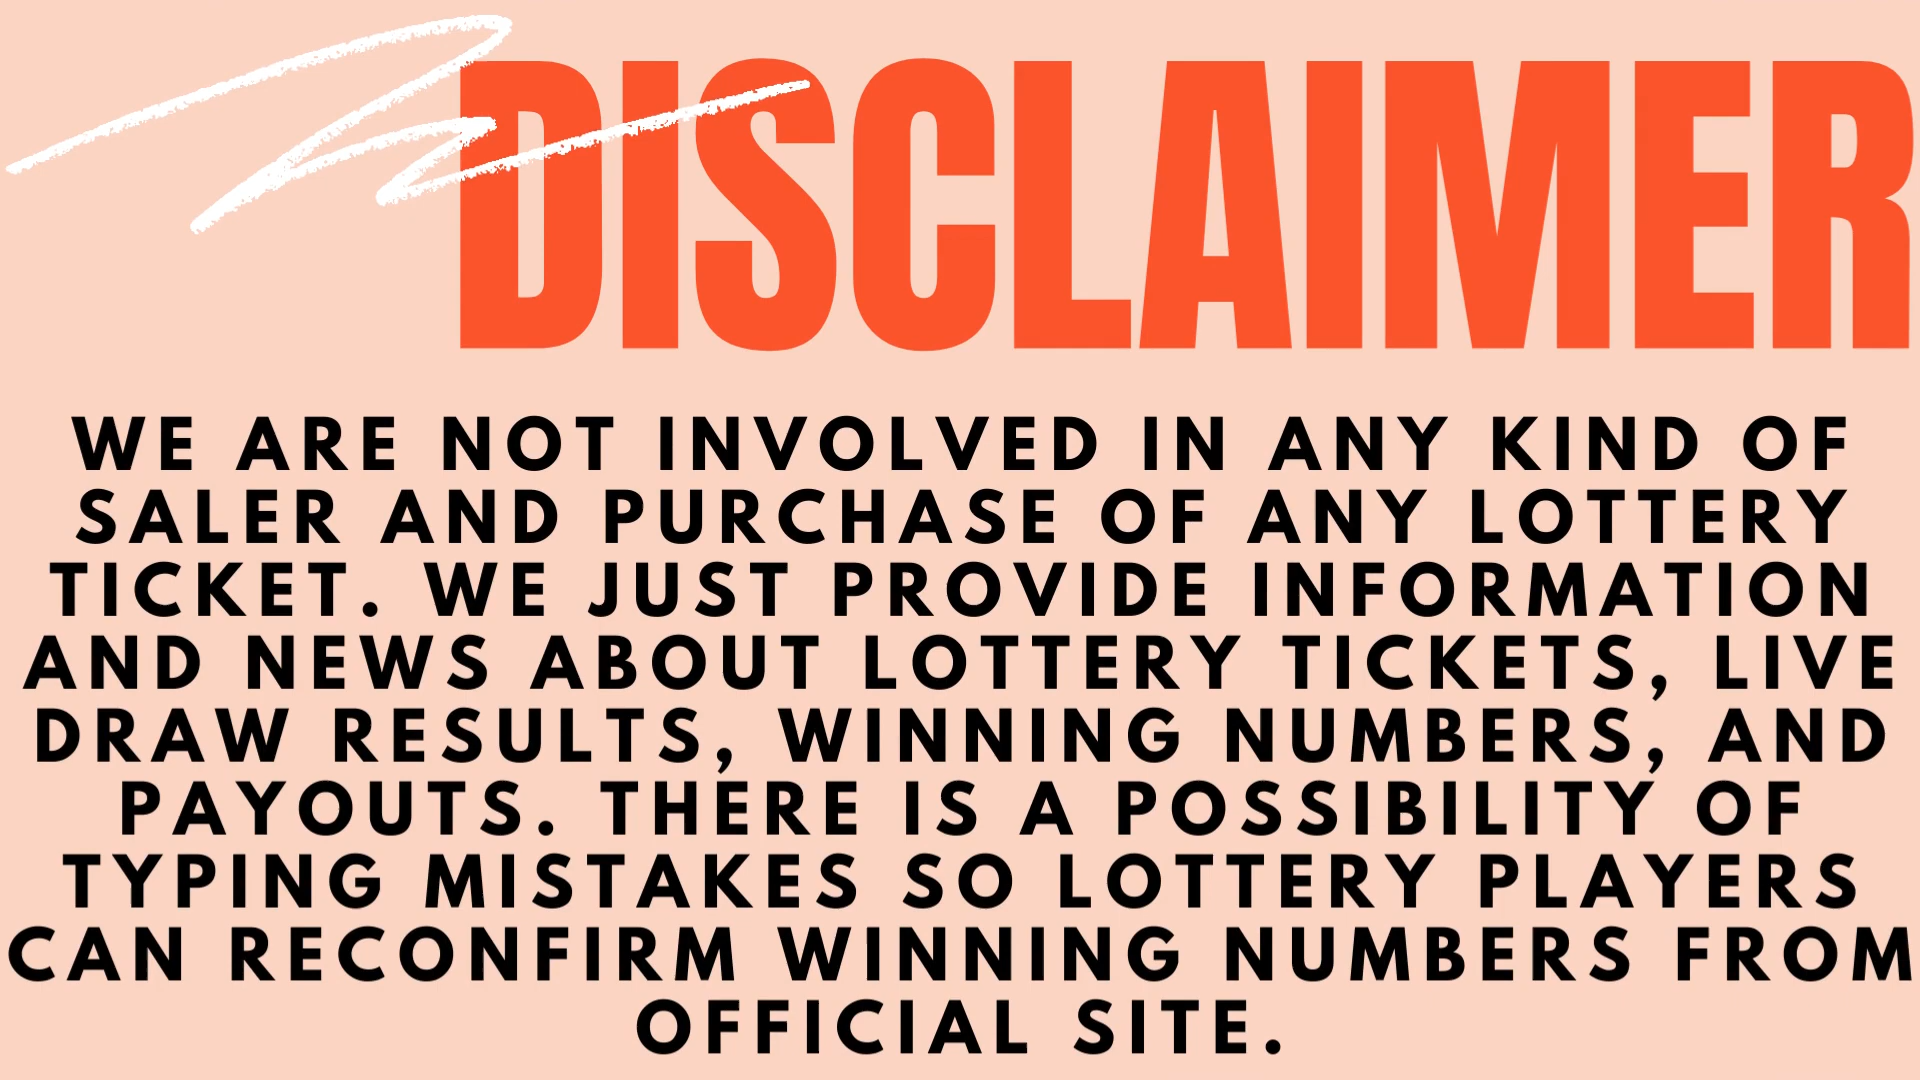 DISCLAIMER
WE ARE NOT INVOLVED IN ANY KIND OF
SALER AND PURCHASE OF ANY LOTTERY
TICKET. WE JUST PROVIDE INFORMATION
AND NEWS ABOUT LOTTERY TICKETS, LIVE
DRAW RESULTS, WINNING NUMBERS, AND
PAYOUTS. THERE IS A POSSIBILITY OF
TYPING MISTAKES SO LOTTERY PLAYERS
CAN RECONFIRM WINNING NUMBERS FROM
OFFICIAL SITE.